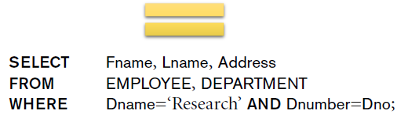 SELECT Fname, Lname, Address
FROM EMPLOYEE, DEPARTMENT
WHERE Dname=‘Research’ AND Dnumber=Dno;